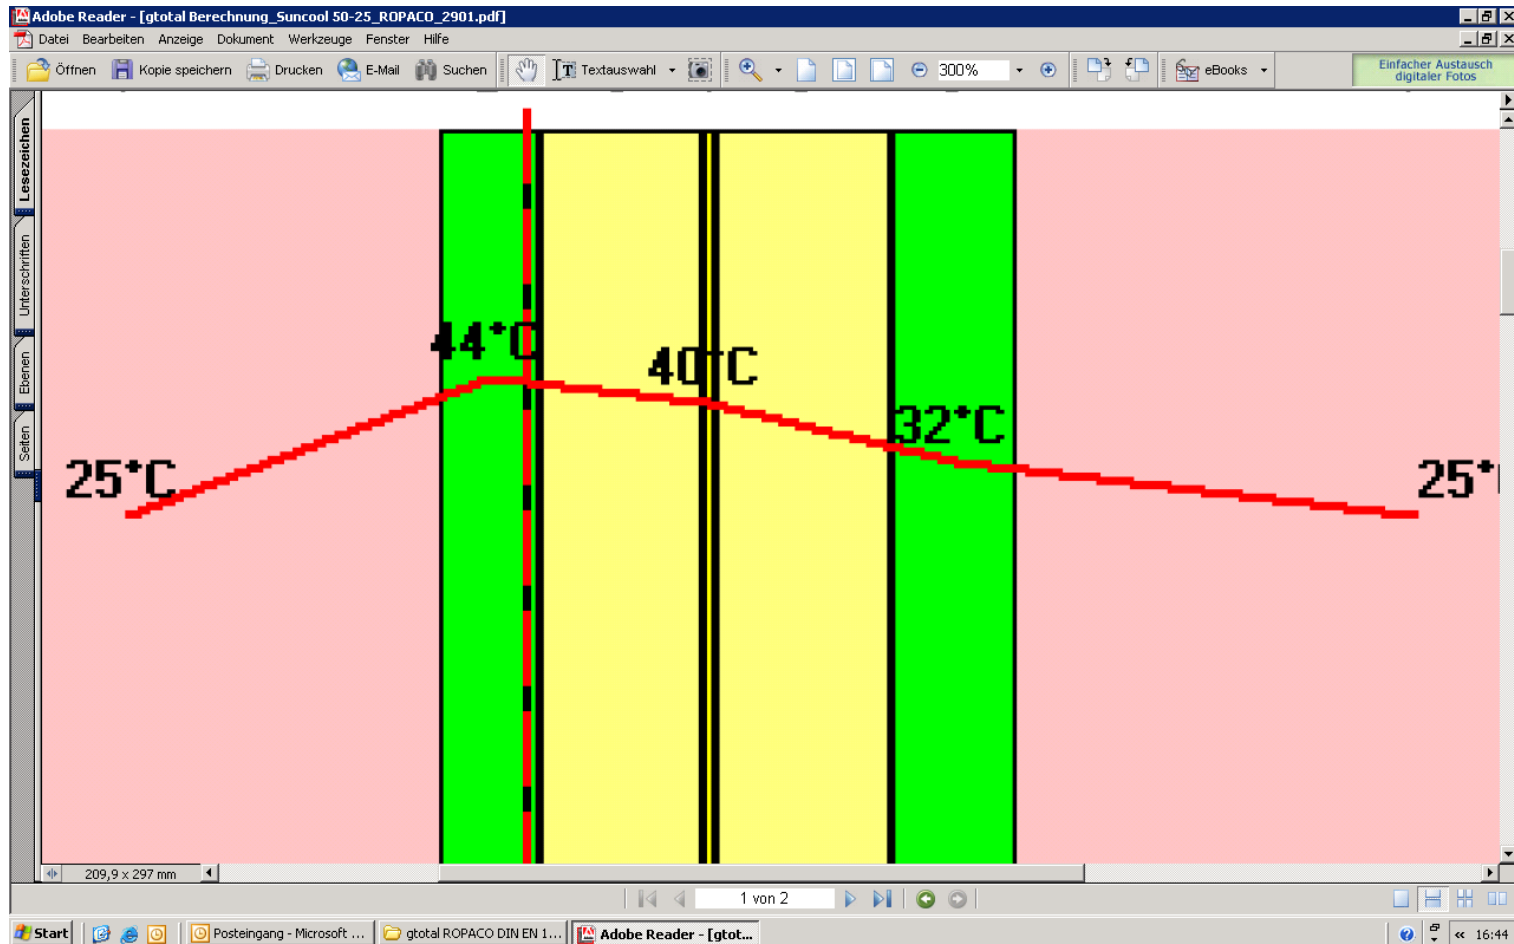 Adobe Reader - [gtotal Berechnung_Suncool 50-25_ROPACO_2901.pdf]
Datei Bearbeiten Anzeige Dokument Werkzeuge Fenster Hilfe
Öffnen Kopie speichern Drucken E-Mail Suchen Textauswahl 300% eBooks
Einfacher Austausch
digitaler Fotos
Lesezeichen
Unterschriften
Ebenen
Seiten
44°C
40°C
32°C
25°C
25°
209,9 x 297 mm
1 von 2
Start Posteingang - Microsoft ... gtotal ROPACO DIN EN 1... Adobe Reader - [gtot... « 16:44